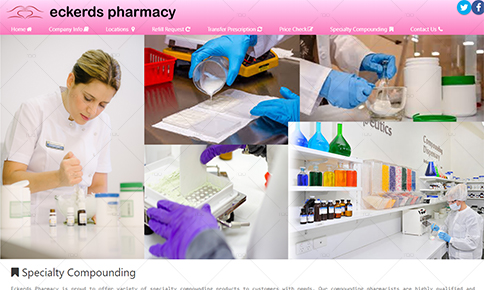 eckerds pharmacy
Home Company Info Locations Refill Request Transfer Prescription Price Check Specialty Compounding Contact Us
Compounding
Dispensary
Specialty Compounding
Eckerds Pharmacy is proud to offer variety of specialty compounding products to customers with needs. Our compounding pharmacists are highly qualified and